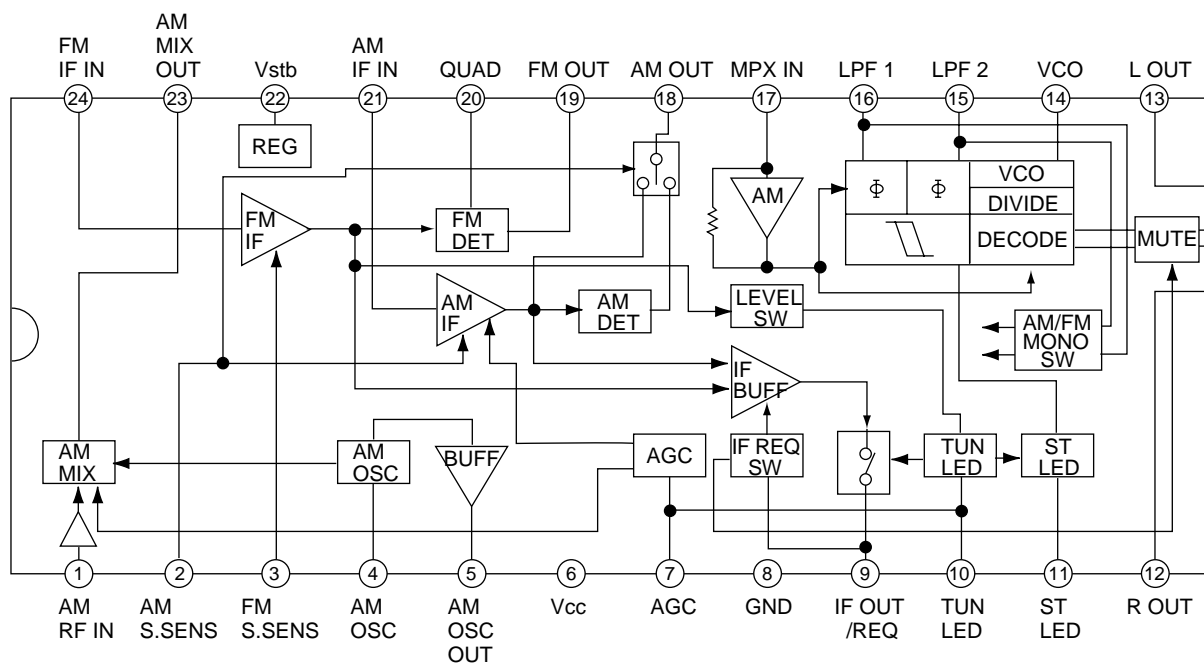 FM
IF IN
AM
MIX
OUT
Vstb
AM
IF IN
QUAD
FM OUT
AM OUT
MPX IN
LPF 1
LPF 2
VCO
L OUT
24
23
22
21
20
19
18
17
16
15
14
13
REG
FM
IF
FM
DET
AM
Φ
Φ
VCO
DIVIDE
DECODE
MUTE
AM
IF
AM
DET
LEVEL
SW
AM/FM
MONO
SW
IF
BUFF
AM
MIX
AM
OSC
BUFF
AGC
IF REQ
SW
TUN
LED
ST
LED
1
2
3
4
5
6
7
8
9
10
11
12
AM
RF IN
AM
S.SENS
FM
S.SENS
AM
OSC
AM
OSC
OUT
Vcc
AGC
GND
IF OUT
/REQ
TUN
LED
ST
LED
R OUT